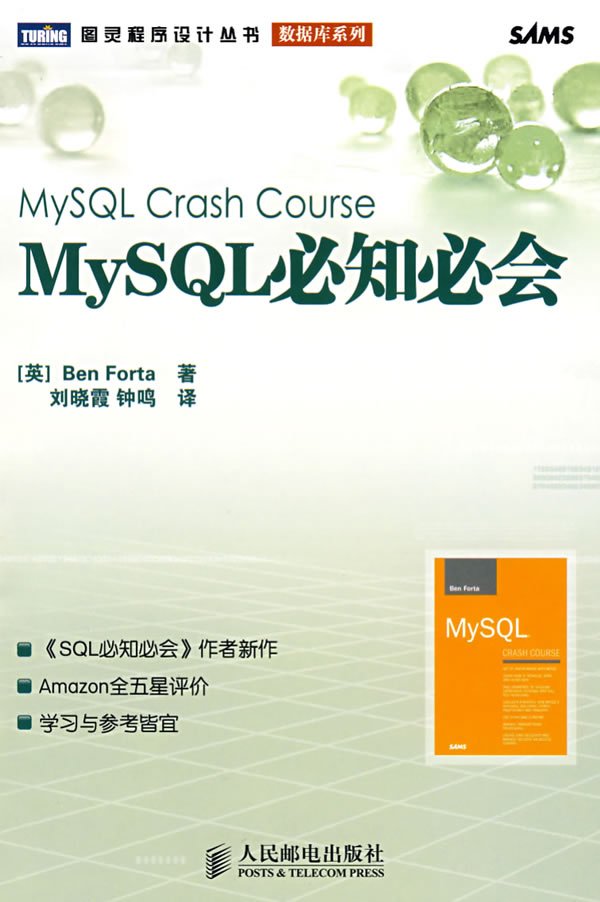 TURING 图灵程序设计丛书 数据库系列 SAMS
MySQL Crash Course
MySQL必知必会
[英] Ben Forta 著
刘晓霞 钟鸣 译
Ben Forta
MySQL
CRASH COURSE
SAMS
《SQL必知必会》作者新作
Amazon全五星评价
学习与参考皆宜
人民邮电出版社
POSTS & TELECOM PRESS